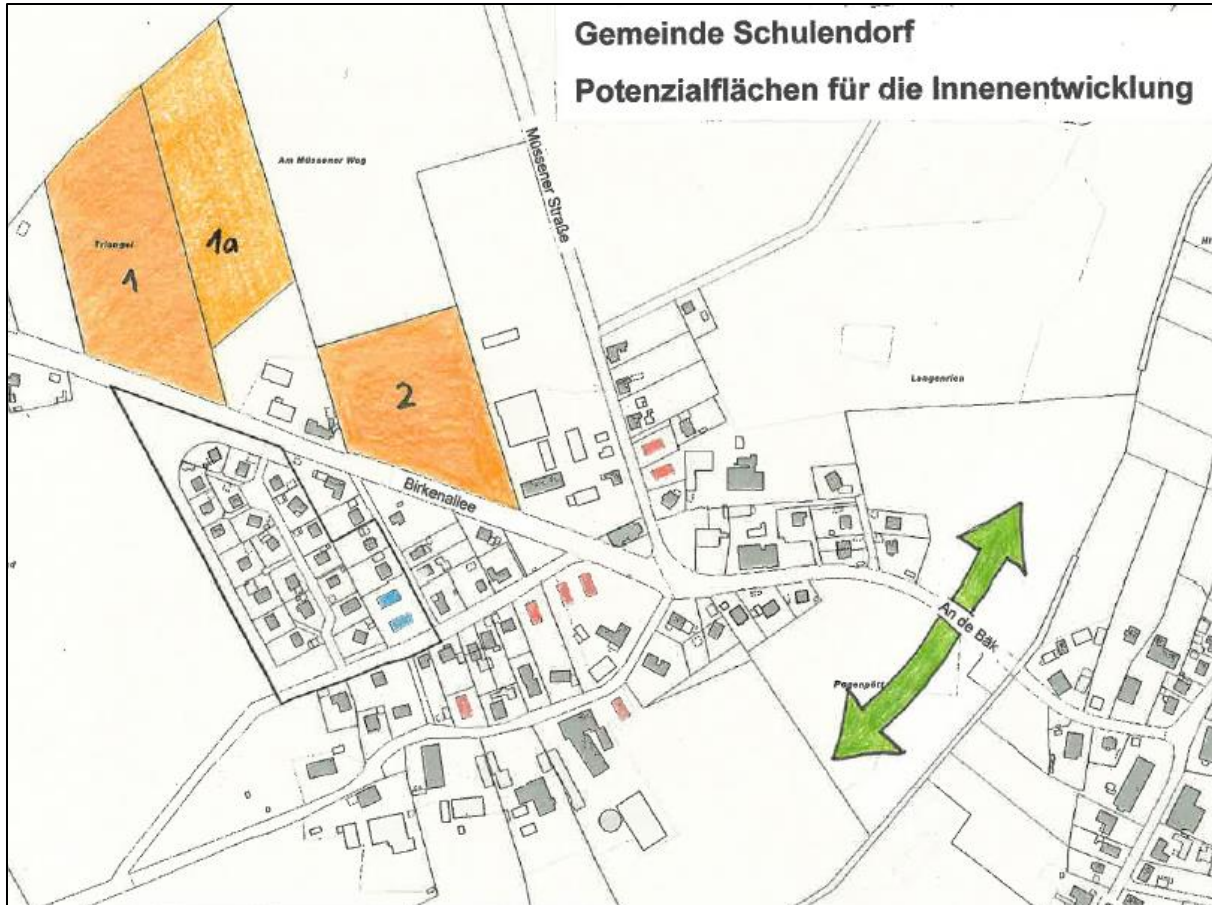 Gemeinde Schulendorf
Potenzialflächen für die Innenentwicklung
Am Müssener Weg
Müssener Straße
1a
Triangel
1
2
Langenrien
Birkenallee
An de Bäk